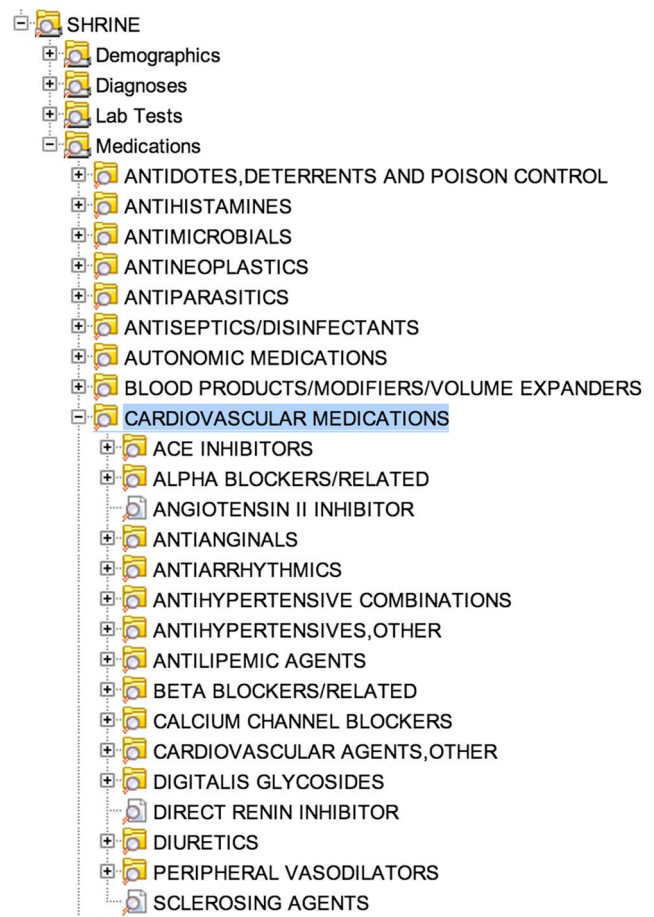 SHRINE
Demographics
Diagnoses
Lab Tests
Medications
ANTIDOTES,DETERRENTS AND POISON CONTROL
ANTIHISTAMINES
ANTIMICROBIALS
ANTINEOPLASTICS
ANTIPARASITICS
ANTISEPTICS/DISINFECTANTS
AUTONOMIC MEDICATIONS
BLOOD PRODUCTS/MODIFIERS/VOLUME EXPANDERS
CARDIOVASCULAR MEDICATIONS
ACE INHIBITORS
ALPHA BLOCKERS/RELATED
ANGIOTENSIN II INHIBITOR
ANTIANGINALS
ANTIARRHYTHMICS
ANTIHYPERTENSIVE COMBINATIONS
ANTIHYPERTENSIVES,OTHER
ANTILIPEMIC AGENTS
BETA BLOCKERS/RELATED
CALCIUM CHANNEL BLOCKERS
CARDIOVASCULAR AGENTS,OTHER
DIGITALIS GLYCOSIDES
DIRECT RENIN INHIBITOR
DIURETICS
PERIPHERAL VASODILATORS
SCLEROSING AGENTS